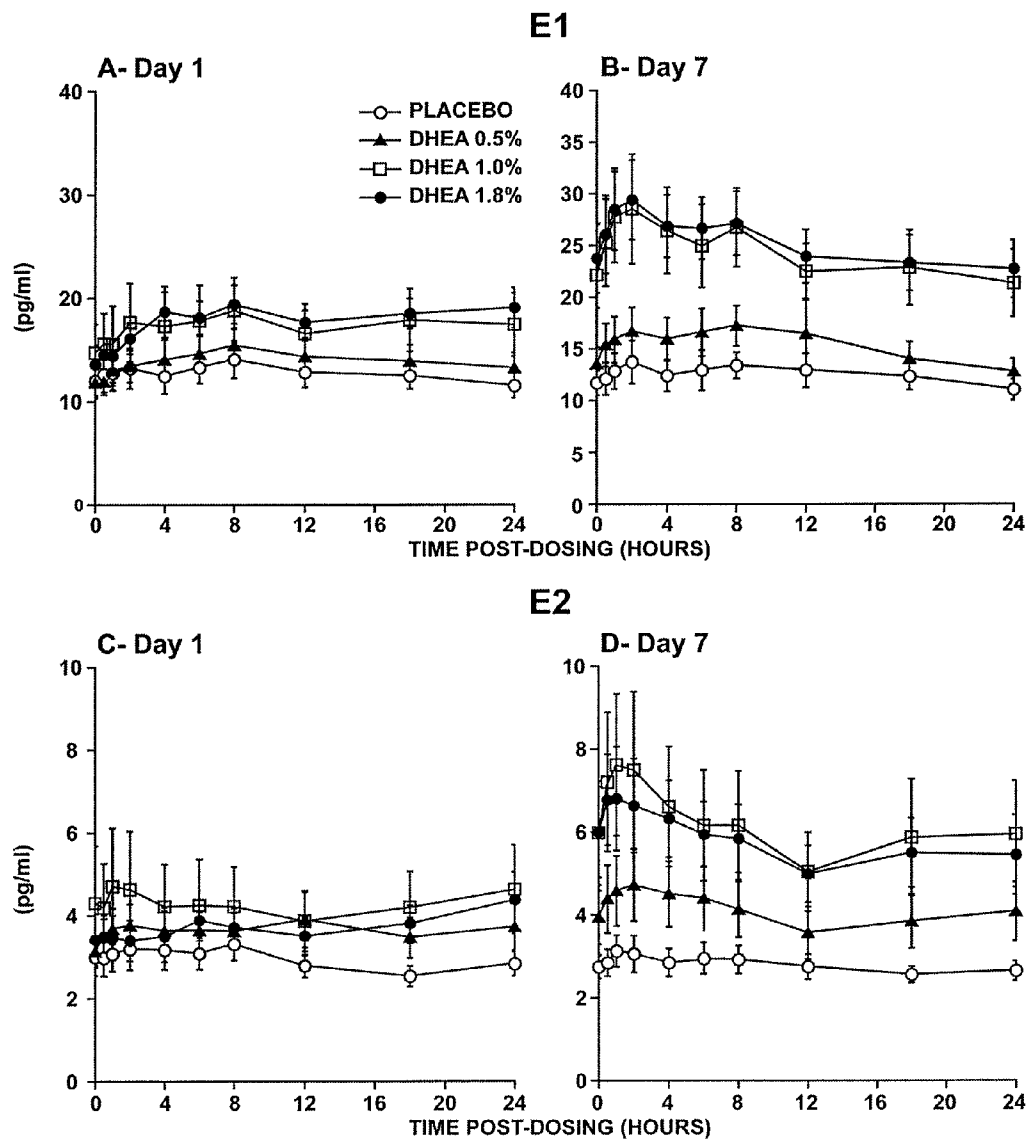 E1
A- Day 1
B- Day 7
PLACEBO
DHEA 0.5%
DHEA 1.0%
DHEA 1.8%
(pg/ml)
40
30
20
10
0
0 4 8 12 16 20 24
40
35
30
25
20
15
10
5
0
0 4 8 12 16 20 24
TIME POST-DOSING (HOURS)
E2
C- Day 1
D- Day 7
(pg/ml)
10
8
6
4
2
0
0 4 8 12 16 20 24
10
8
6
4
2
0
0 4 8 12 16 20 24
TIME POST-DOSING (HOURS)